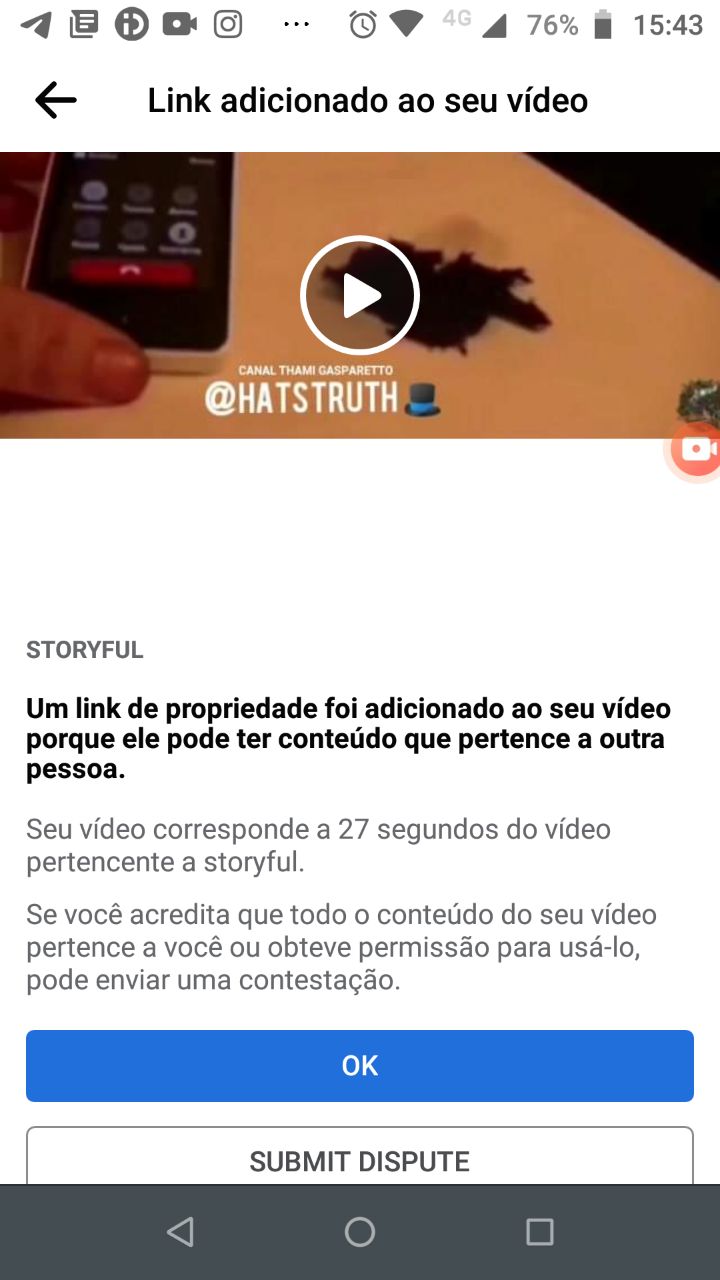 4G 76% 15:43
Link adicionado ao seu vídeo
CANAL THAMI GASPARETTO
@HATSTRUTH
STORYFUL
Um link de propriedade foi adicionado ao seu vídeo
porque ele pode ter conteúdo que pertence a outra
pessoa.
Seu vídeo corresponde a 27 segundos do vídeo
pertencente a storyful.
Se você acredita que todo o conteúdo do seu vídeo
pertence a você ou obteve permissão para usá-lo,
pode enviar uma contestação.
OK
SUBMIT DISPUTE